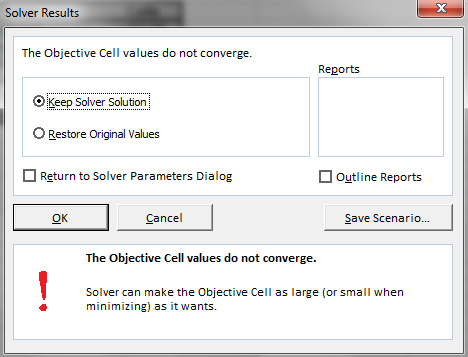 Solver Results
The Objective Cell values do not converge.
Reports
Keep Solver Solution
Restore Original Values
Return to Solver Parameters Dialog
Outline Reports
OK
Cancel
Save Scenario...
The Objective Cell values do not converge.
Solver can make the Objective Cell as large (or small when
minimizing) as it wants.